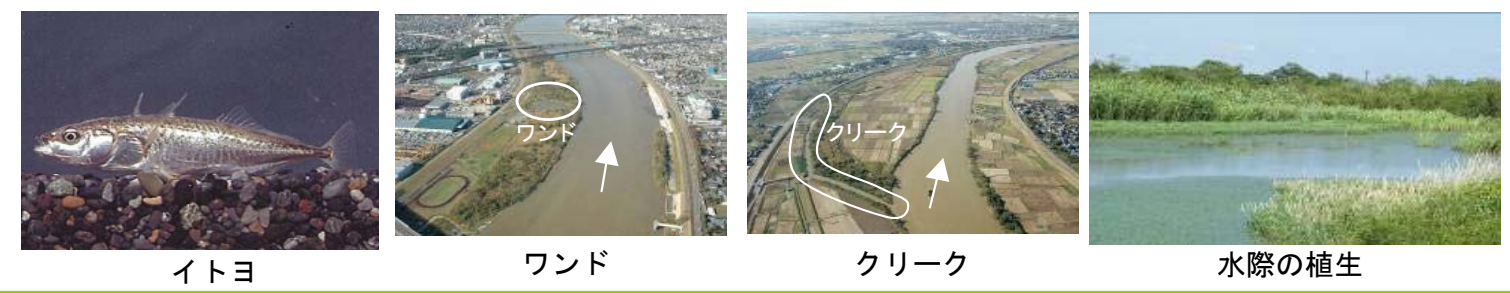 ワンド
クリーク
イトヨ
ワンド
クリーク
水際の植生